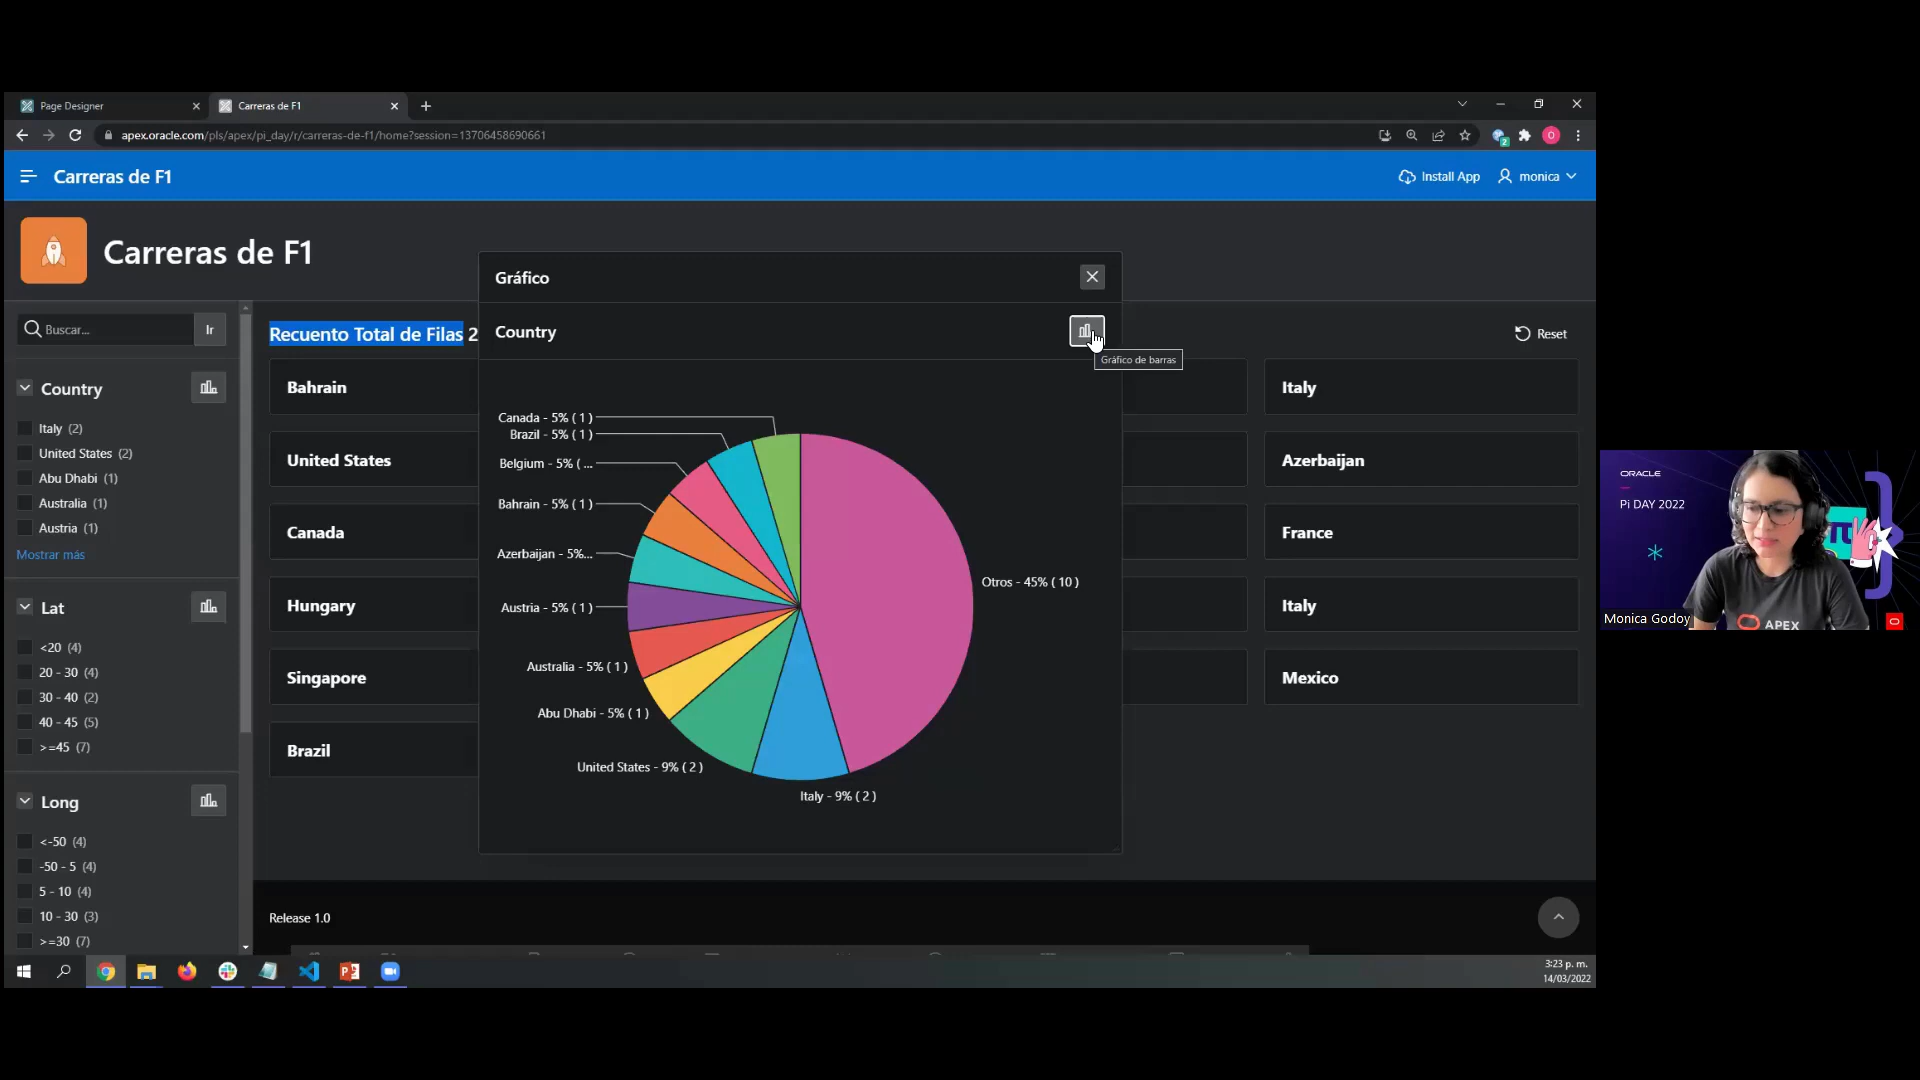 Page Designer
Carreras de F1
apex.oracle.com/pls/apex/pi_day/r/carreras-de-f1/home?session=13706458690661
Carreras de F1
Install App
monica
Carreras de F1
Buscar...
Ir
Recuento Total de Filas 2
Reset
Country
Italy (2)
United States (2)
Abu Dhabi (1)
Australia (1)
Austria (1)
Mostrar más
Lat
<20 (4)
20 - 30 (4)
30 - 40 (2)
40 - 45 (5)
>=45 (7)
Long
<-50 (4)
-50 - 5 (4)
5 - 10 (4)
10 - 30 (3)
>=30 (7)
Bahrain
United States
Canada
Hungary
Singapore
Brazil
Gráfico
Country
Gráfico de barras
Canada - 5% ( 1 )
Brazil - 5% ( 1 )
Belgium - 5% ( ...
Bahrain - 5% ( 1 )
Azerbaijan - 5%...
Austria - 5% ( 1 )
Australia - 5% ( 1 )
Abu Dhabi - 5% ( 1 )
United States - 9% ( 2 )
Italy - 9% ( 2 )
Otros - 45% ( 10 )
Italy
Azerbaijan
France
Italy
Mexico
Release 1.0
3:23 p. m.
14/03/2022
ORACLE
Pi DAY 2022
APEX
Monica Godoy